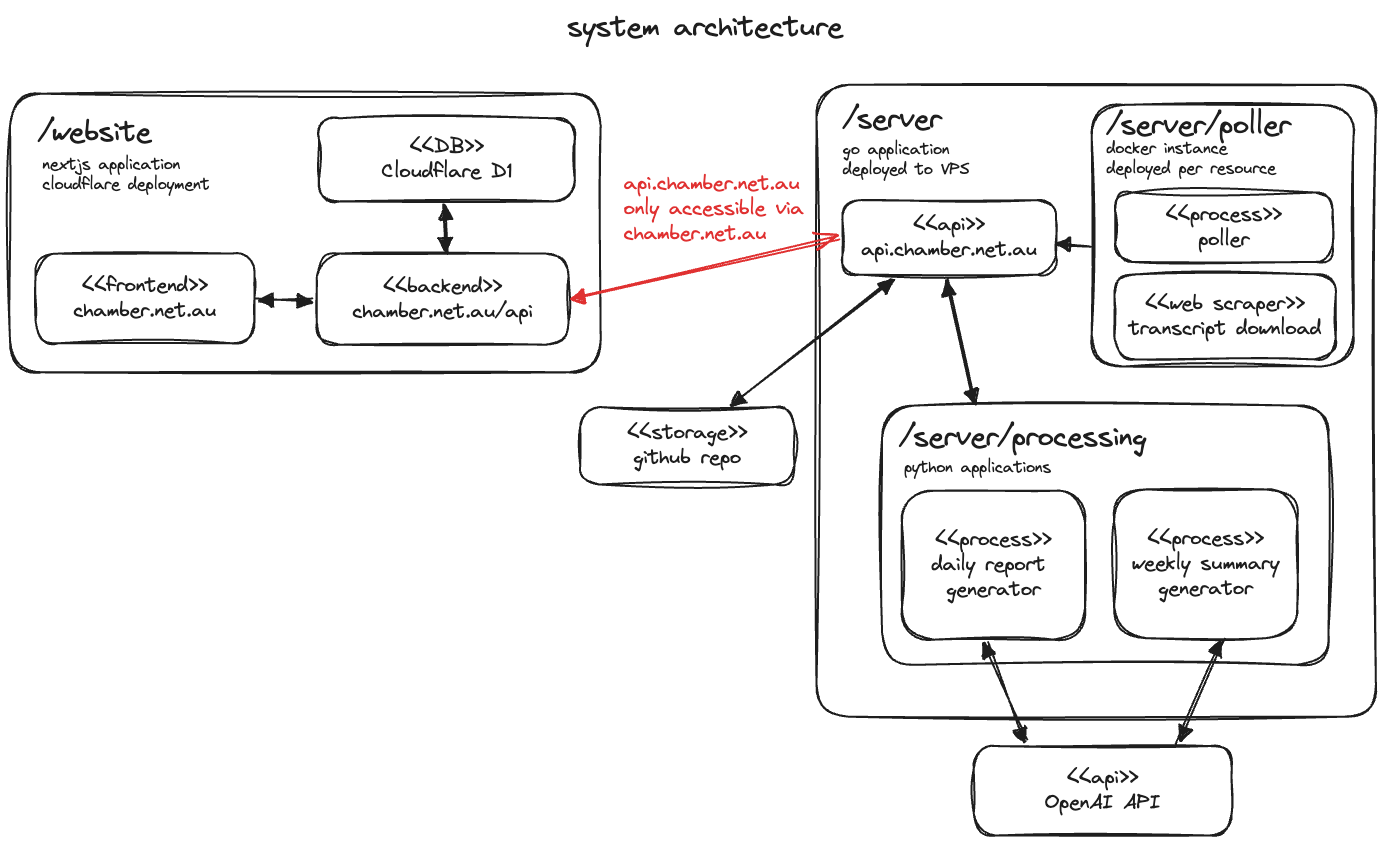 system architecture
/website
nextjs application
cloudflare deployment
<<DB>>
Cloudflare D1
<<frontend>>
chamber.net.au
<<backend>>
chamber.net.au/api
api.chamber.net.au
only accessible via
chamber.net.au
/server
go application
deployed to VPS
<<api>>
api.chamber.net.au
/server/poller
docker instance
deployed per resource
<<process>>
poller
<<web scraper>>
transcript download
<<storage>>
github repo
/server/processing
python applications
<<process>>
daily report
generator
<<process>>
weekly summary
generator
<<api>>
OpenAI API